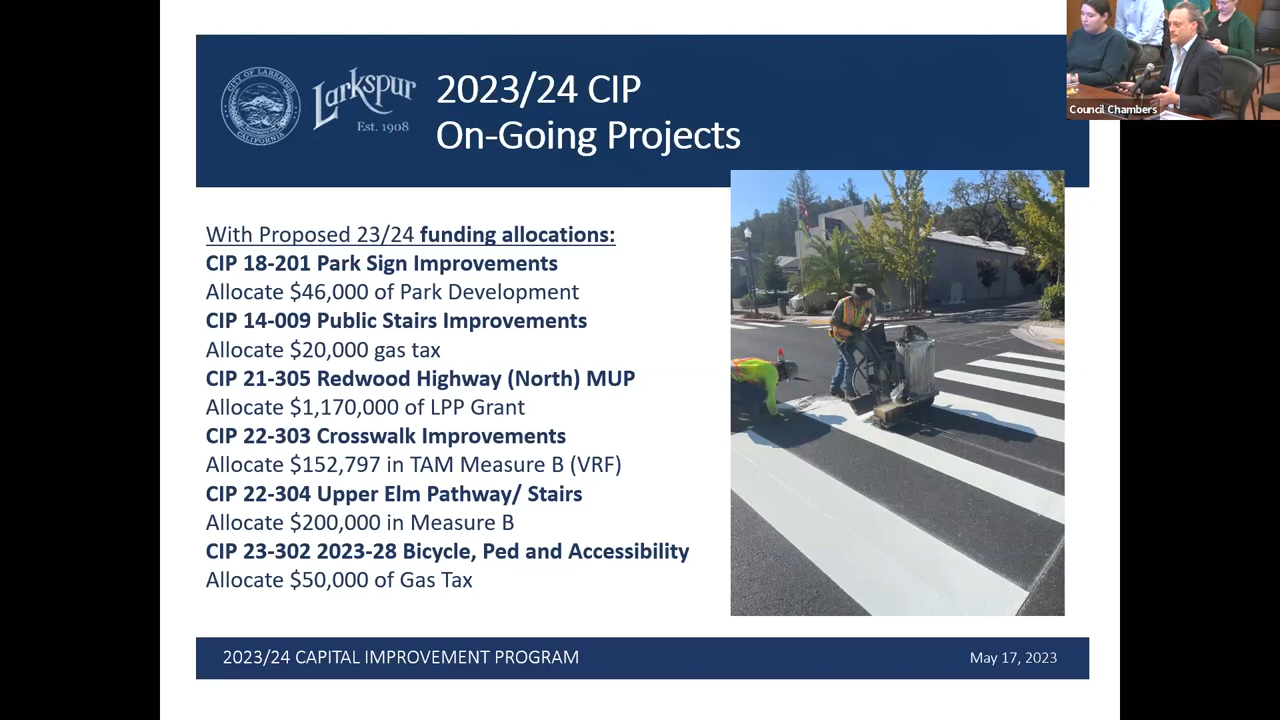 CITY OF LARKSPUR
CALIFORNIA
Larkspur
Est. 1908
2023/24 CIP
On-Going Projects
Council Chambers
With Proposed 23/24 funding allocations:
CIP 18-201 Park Sign Improvements
Allocate $46,000 of Park Development
CIP 14-009 Public Stairs Improvements
Allocate $20,000 gas tax
CIP 21-305 Redwood Highway (North) MUP
Allocate $1,170,000 of LPP Grant
CIP 22-303 Crosswalk Improvements
Allocate $152,797 in TAM Measure B (VRF)
CIP 22-304 Upper Elm Pathway/ Stairs
Allocate $200,000 in Measure B
CIP 23-302 2023-28 Bicycle, Ped and Accessibility
Allocate $50,000 of Gas Tax
2023/24 CAPITAL IMPROVEMENT PROGRAM
May 17, 2023